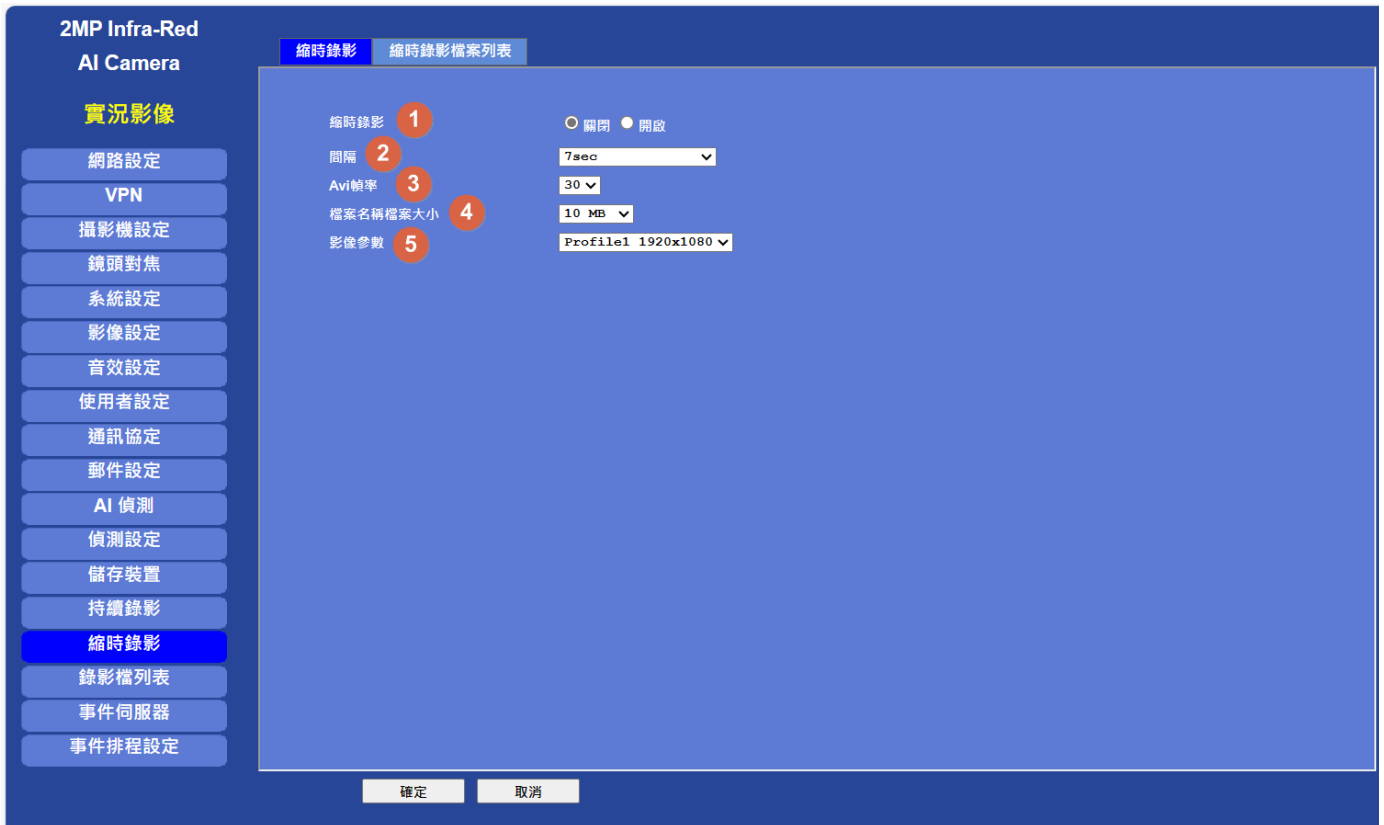 2MP Infra-Red
AI Camera
實況影像
網路設定
VPN
攝影機設定
鏡頭對焦
系統設定
影像設定
音效設定
使用者設定
通訊協定
郵件設定
AI 偵測
偵測設定
儲存裝置
持續錄影
縮時錄影
錄影檔列表
事件伺服器
事件排程設定
縮時錄影 縮時錄影檔案列表
縮時錄影 1 關閉 開啟
間隔 2 7sec
Avi幀率 3 30
檔案名稱檔案大小 4 10 MB
影像參數 5 Profile1 1920x1080
確定 取消